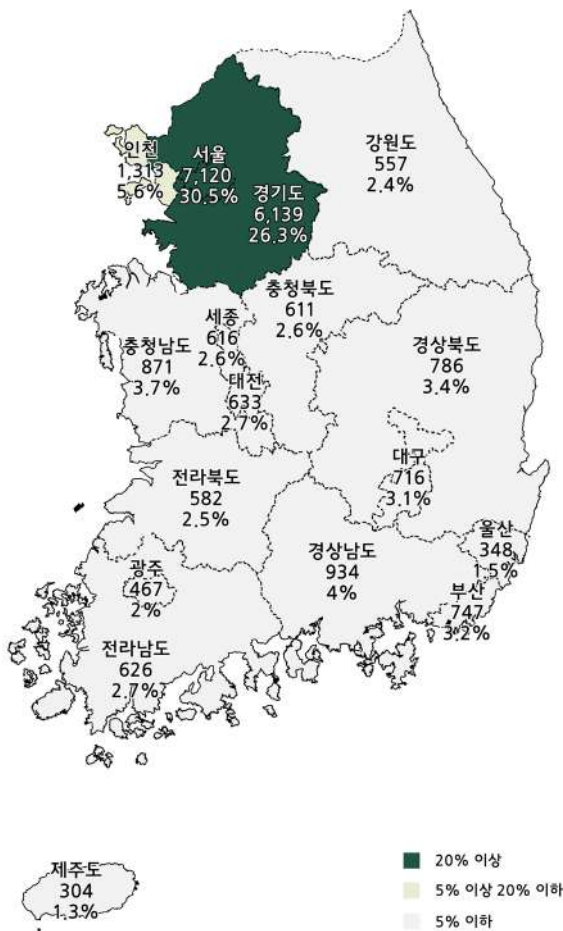 인천
1,313
5.6%
서울
7,120
30.5%
경기도
6,139
26.3%
강원도
557
2.4%
충청북도
611
2.6%
세종
616
2.6%
충청남도
871
3.7%
대전
633
2.7%
경상북도
786
3.4%
대구
716
3.1%
전라북도
582
2.5%
울산
348
1.5%
경상남도
934
4%
부산
747
3.2%
광주
467
2%
전라남도
626
2.7%
제주도
304
1.3%
20% 이상
5% 이상 20% 이하
5% 이하